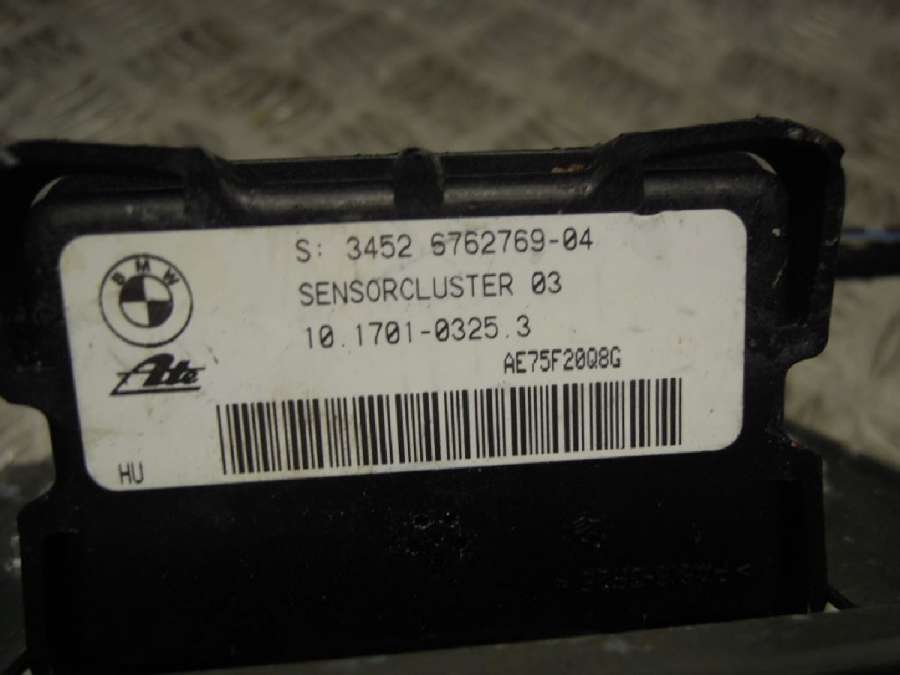 S: 3452 6762769-04
BMW
SENSORCLUSTER 03
10.1701-0325.3
Ate
AE75F20Q8G
HU